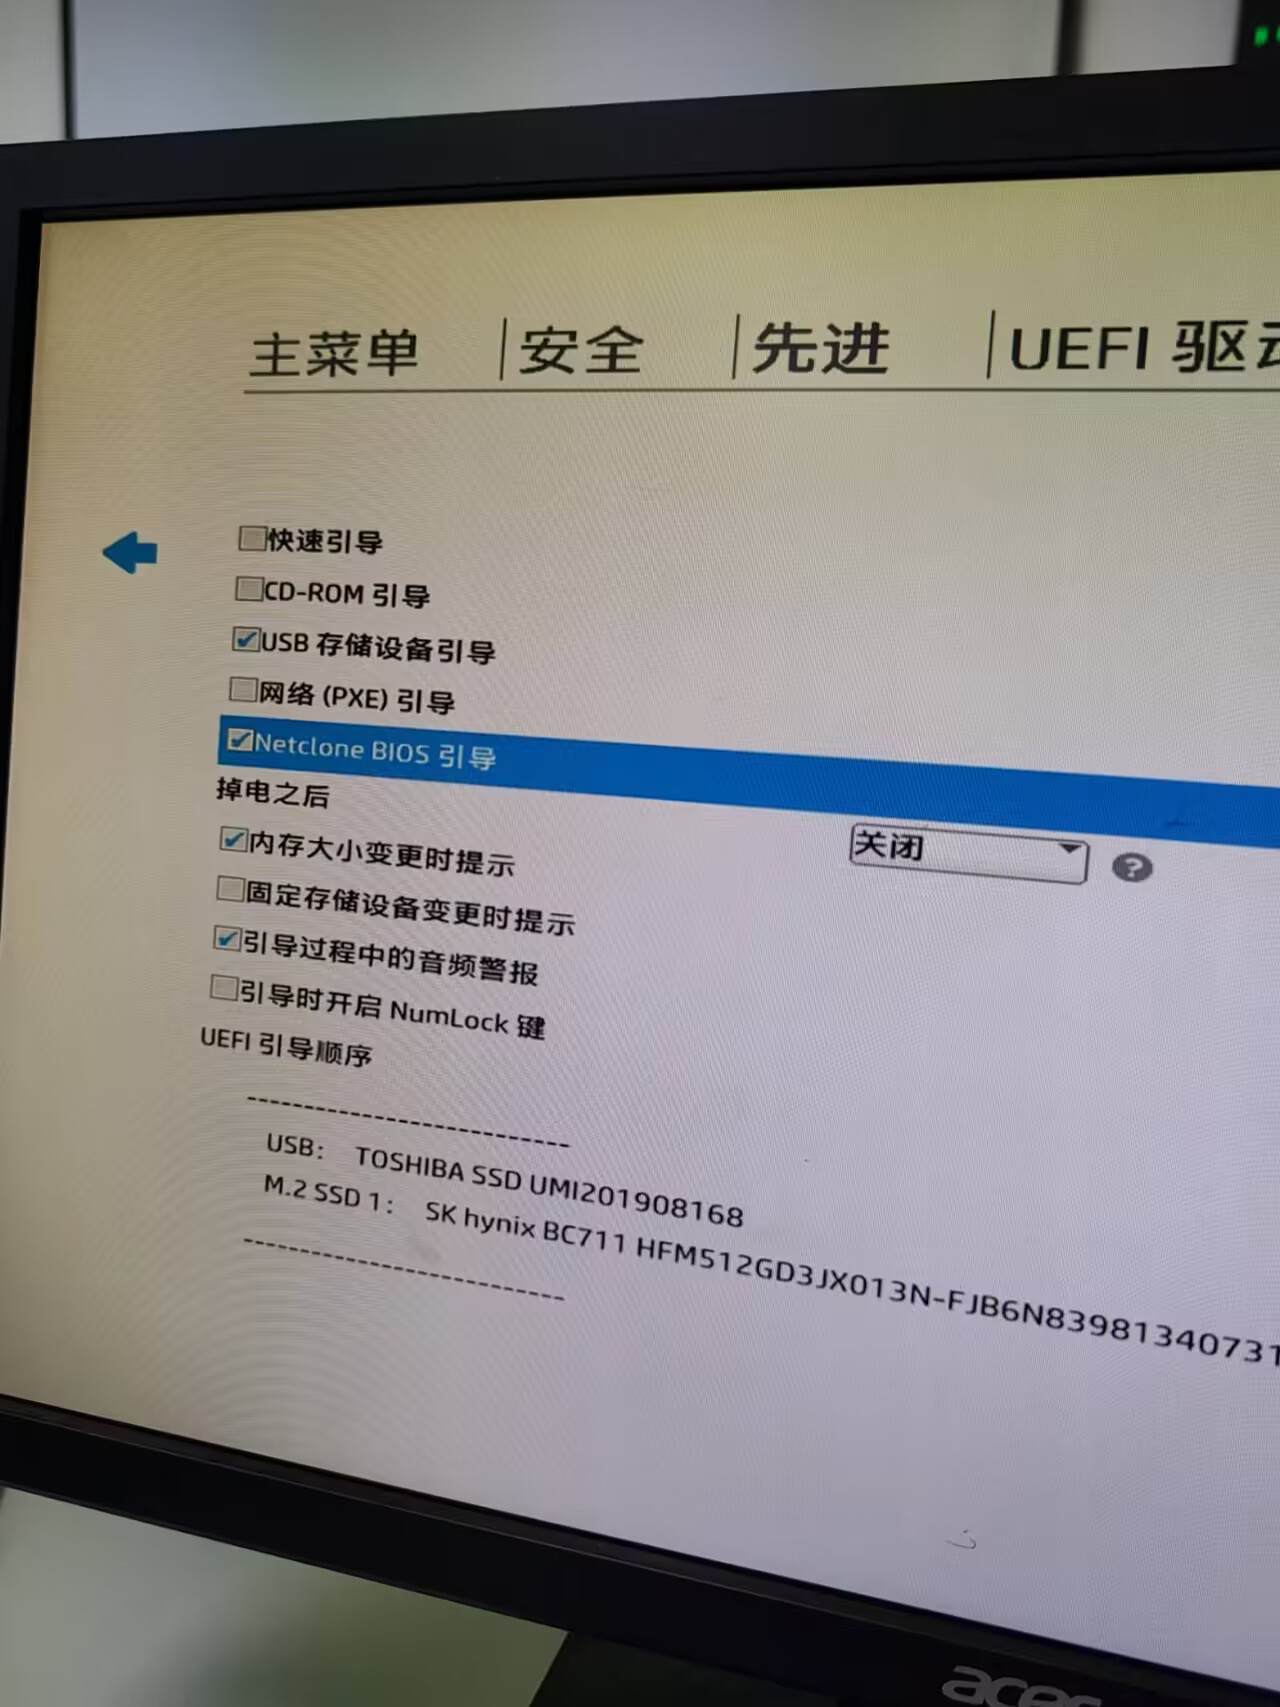 主菜单 安全 先进 UEFI 驱
快速引导
CD-ROM 引导
USB 存储设备引导
网络 (PXE) 引导
Netclone BIOS 引导
掉电之后
关闭
?
内存大小变更时提示
固定存储设备变更时提示
引导过程中的音频警报
引导时开启 NumLock 键
UEFI 引导顺序
----------------------------
USB: TOSHIBA SSD UMI201908168
M.2 SSD 1: SK hynix BC711 HFM512GD3JX013N-FJB6N8398134073
----------------------------
acer